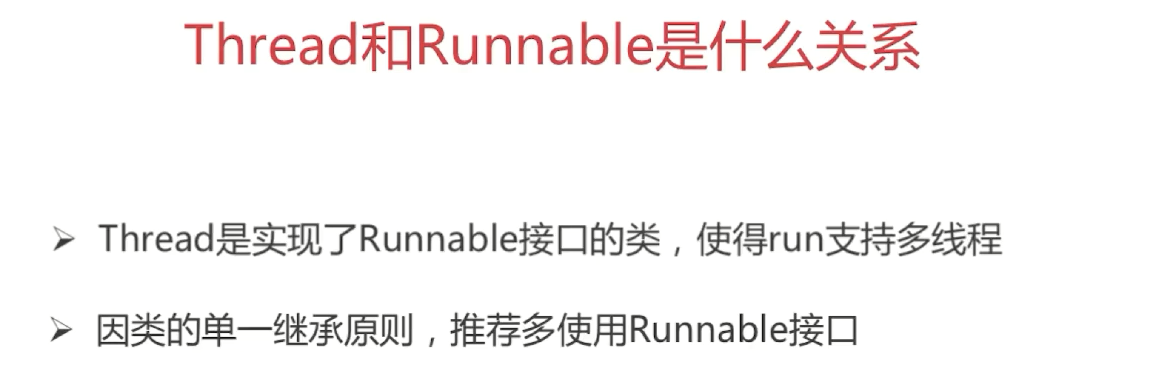 Thread和Runnable是什么关系
Thread是实现了Runnable接口的类，使得run支持多线程
因类的单一继承原则，推荐多使用Runnable接口